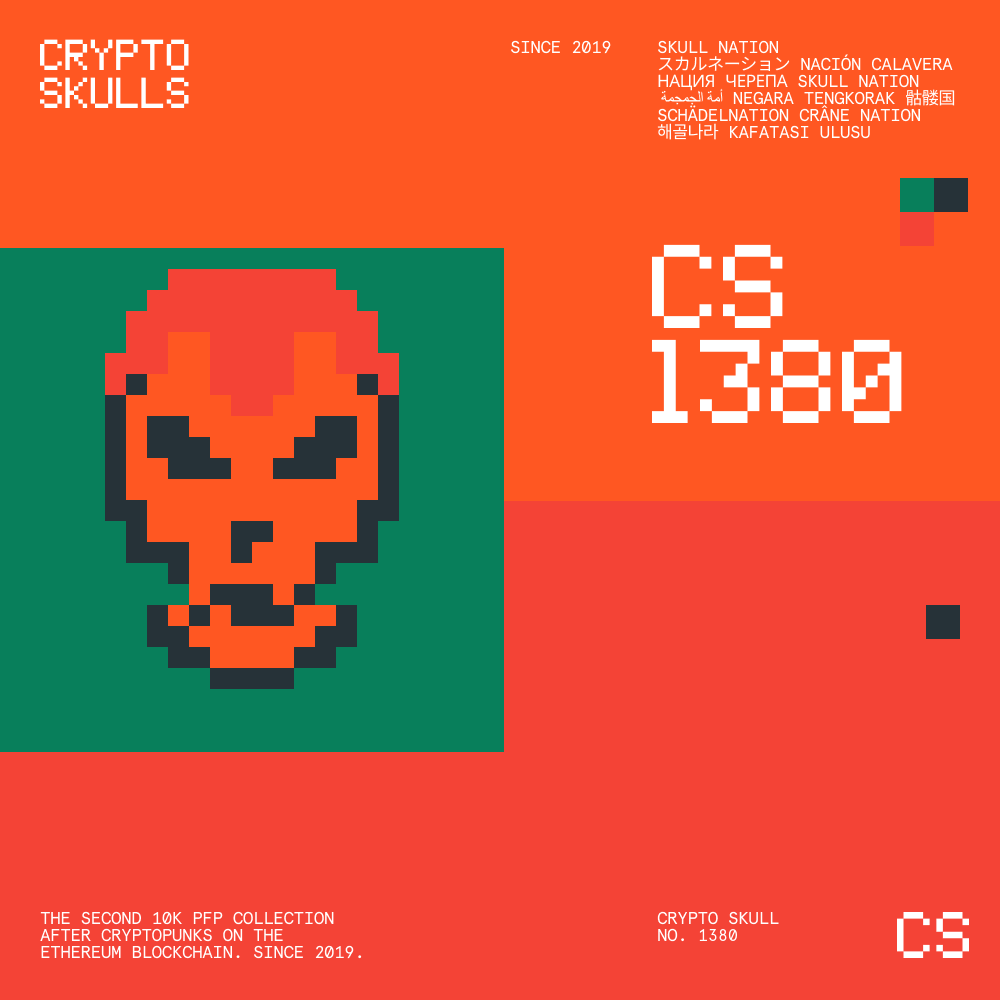 CRYPTO
SKULLS
SINCE 2019
SKULL NATION
スカルネーション NACIÓN CALAVERA
НАЦИЯ ЧЕРЕПА SKULL NATION
أمة الجمجمة NEGARA TENGKORAK 骷髅国
SCHÄDELNATION CRÂNE NATION
해골나라 KAFATASI ULUSU
CS
1380
THE SECOND 10K PFP COLLECTION
AFTER CRYPTOPUNKS ON THE
ETHEREUM BLOCKCHAIN. SINCE 2019.
CRYPTO SKULL
NO. 1380
CS